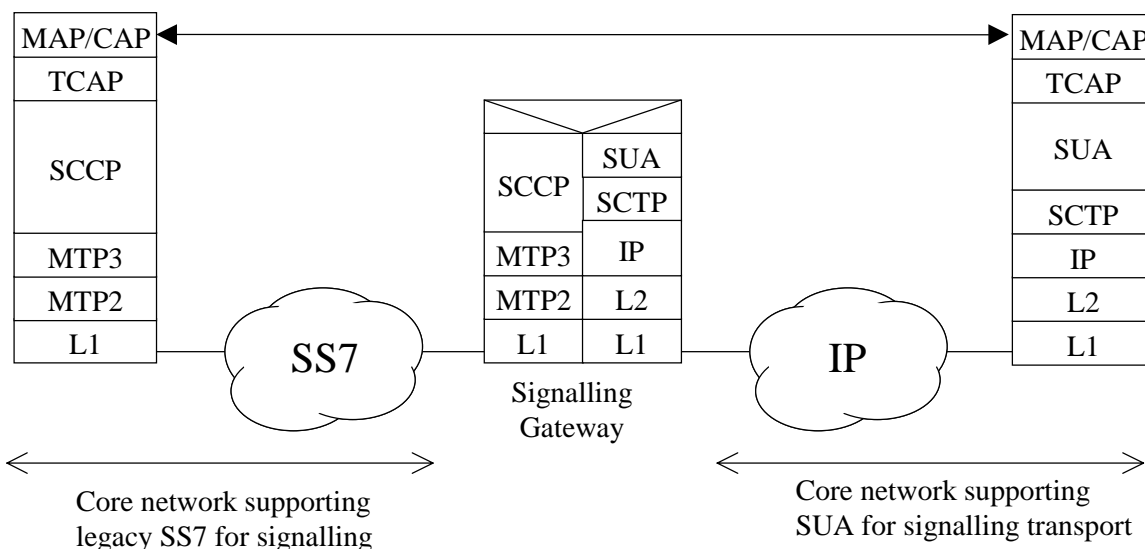 MAP/CAP
TCAP
SCCP
MTP3
MTP2
L1
SS7
SCCP
MTP3
MTP2
L1
SUA
SCTP
IP
L2
L1
Signalling
Gateway
IP
MAP/CAP
TCAP
SUA
SCTP
IP
L2
L1
Core network supporting
legacy SS7 for signalling
Core network supporting
SUA for signalling transport